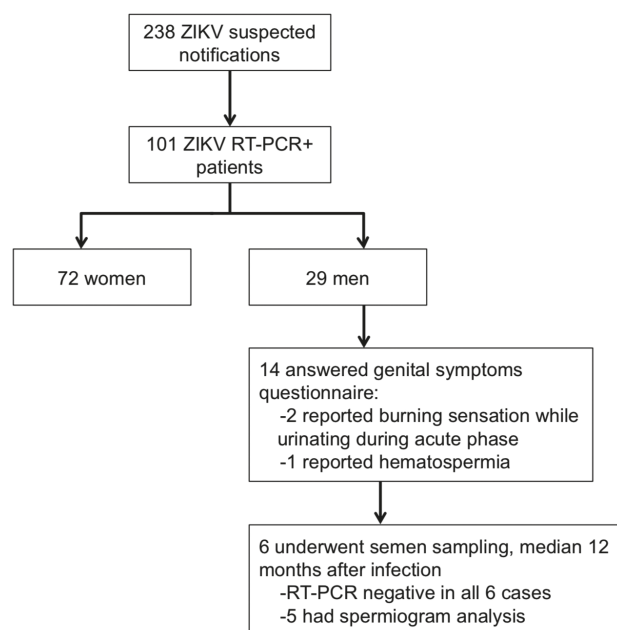 238 ZIKV suspected
notifications
101 ZIKV RT-PCR+
patients
72 women
29 men
14 answered genital symptoms
questionnaire:
-2 reported burning sensation while
urinating during acute phase
-1 reported hematospermia
6 underwent semen sampling, median 12
months after infection
-RT-PCR negative in all 6 cases
-5 had spermiogram analysis